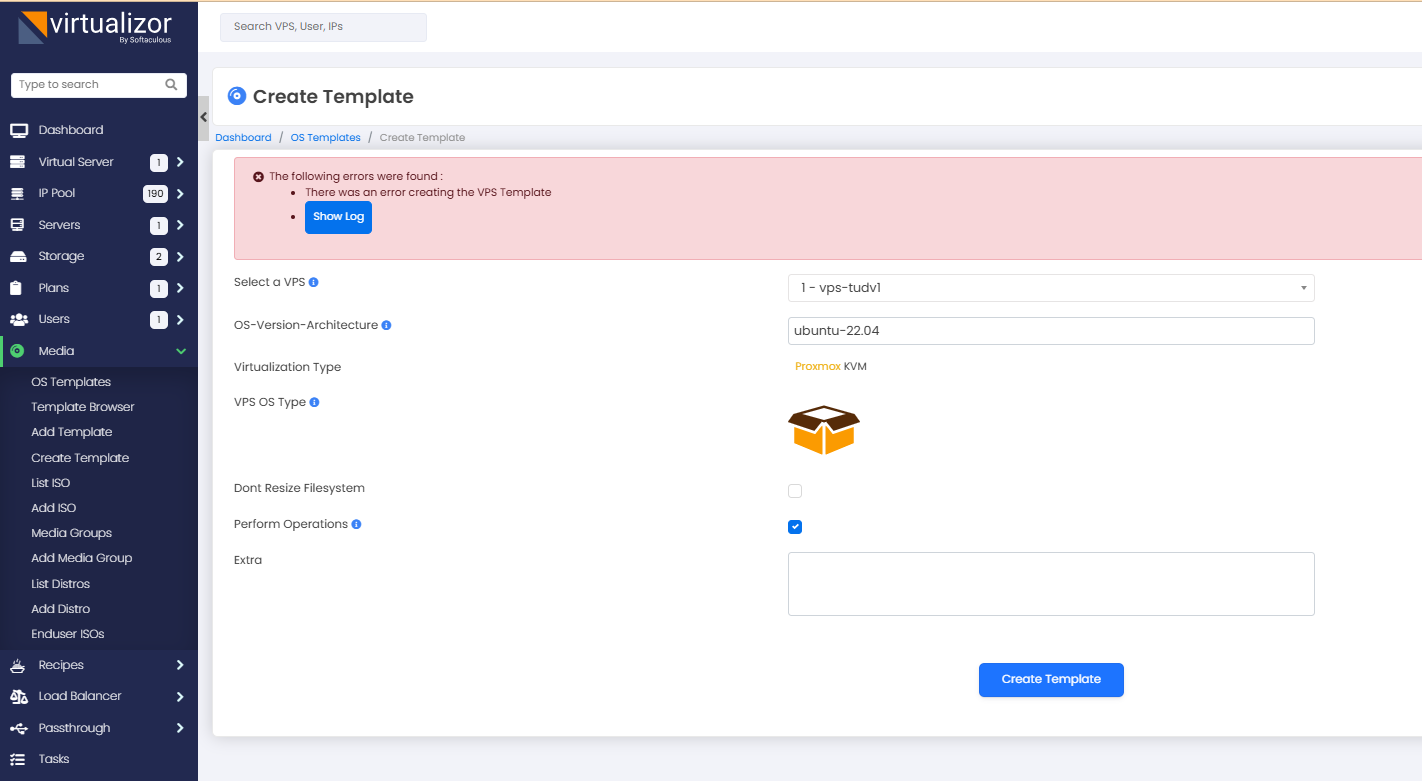 virtualizor
By Softaculous
Type to search
Dashboard
Virtual Server 1
IP Pool 190
Servers 1
Storage 2
Plans 1
Users 1
Media
OS Templates
Template Browser
Add Template
Create Template
List ISO
Add ISO
Media Groups
Add Media Group
List Distros
Add Distro
Enduser ISOs
Recipes
Load Balancer
Passthrough
Tasks
Search VPS, User, IPs
Create Template
Dashboard / OS Templates / Create Template
The following errors were found :
There was an error creating the VPS Template
Show Log
Select a VPS
1 - vps-tudv1
OS-Version-Architecture
ubuntu-22.04
Virtualization Type
Proxmox KVM
VPS OS Type
Dont Resize Filesystem
Perform Operations
Extra
Create Template